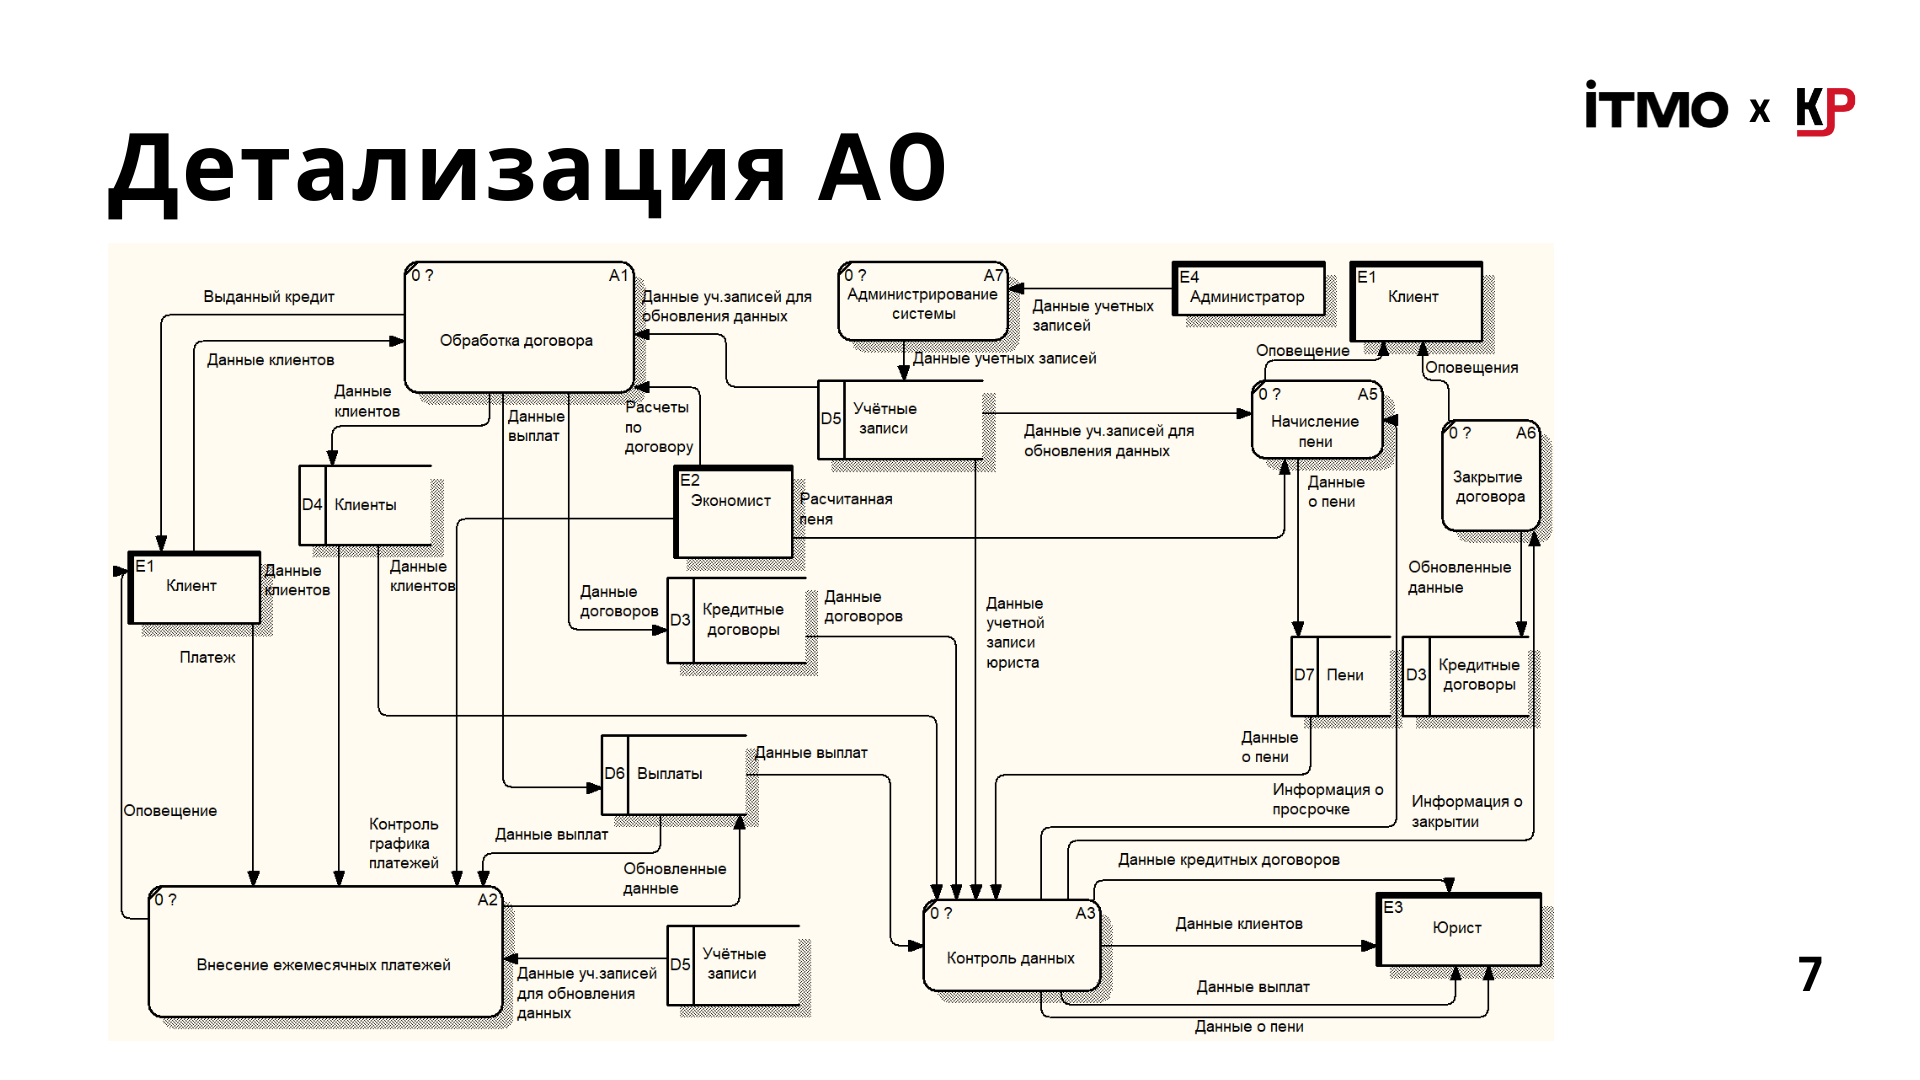 iTMO x KP
Детализация А0
0 ?
A1
Обработка договора
Выданный кредит
Данные клиентов
Данные уч.записей для
обновления данных
0 ?
A7
Администрирование
системы
E4
Администратор
Данные учетных
записей
E1
Клиент
Данные учетных записей
Оповещение
Оповещения
Данные
клиентов
Данные
выплат
Расчеты
по
договору
D5
Учётные
записи
Данные уч.записей для
обновления данных
0 ?
A5
Начисление
пени
0 ?
A6
Закрытие
договора
D4
Клиенты
E2
Экономист
Расчитанная
пеня
Данные
о пени
E1
Клиент
Данные
клиентов
Данные
клиентов
Данные
договоров
D3
Кредитные
договоры
Данные
договоров
Данные
учетной
записи
юриста
Обновленные
данные
D7
Пени
D3
Кредитные
договоры
Платеж
D6
Выплаты
Данные выплат
Данные
о пени
Информация о
просрочке
Информация о
закрытии
Оповещение
Контроль
графика
платежей
Данные выплат
Обновленные
данные
Данные кредитных договоров
0 ?
A2
Внесение ежемесячных платежей
D5
Учётные
записи
Данные уч.записей
для обновления
данных
0 ?
A3
Контроль данных
Данные клиентов
E3
Юрист
Данные выплат
Данные о пени
7